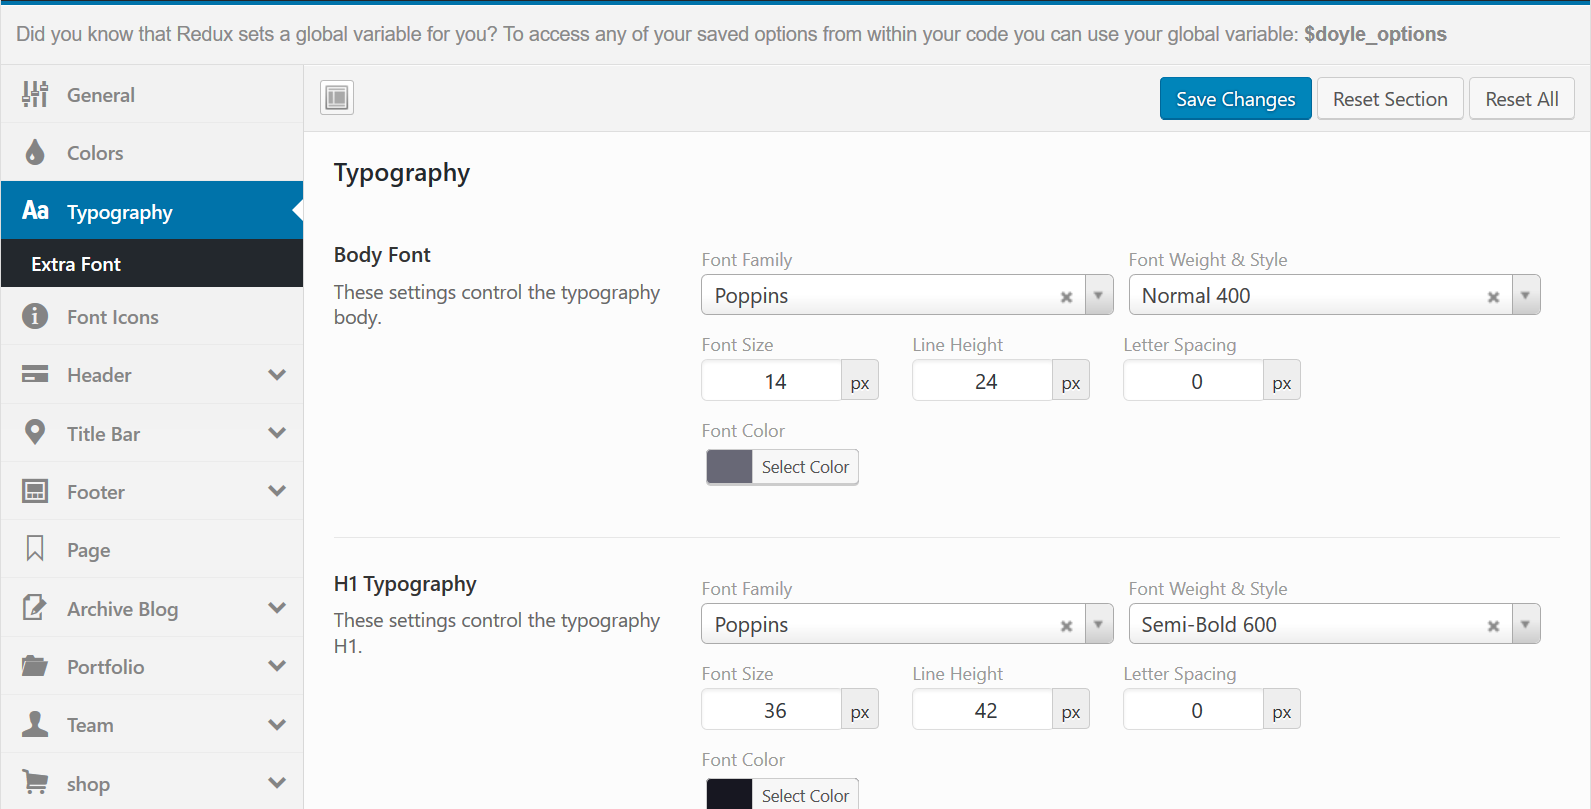 Did you know that Redux sets a global variable for you? To access any of your saved options from within your code you can use your global variable: $doyle_options
General
Colors
Aa Typography
Extra Font
Font Icons
Header
Title Bar
Footer
Page
Archive Blog
Portfolio
Team
shop
Save Changes Reset Section Reset All
Typography
Body Font
These settings control the typography
body.
Font Family Font Weight & Style
Poppins Normal 400
Font Size Line Height Letter Spacing
14 px 24 px 0 px
Font Color
Select Color
H1 Typography
These settings control the typography
H1.
Font Family Font Weight & Style
Poppins Semi-Bold 600
Font Size Line Height Letter Spacing
36 px 42 px 0 px
Font Color
Select Color